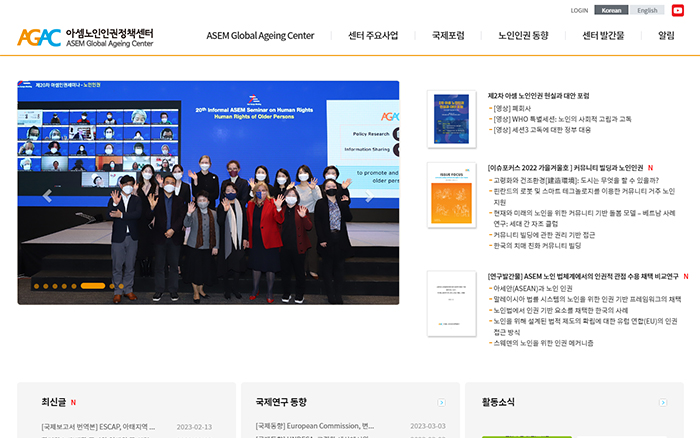 LOGIN Korean English
AGAC 아셈노인인권정책센터
ASEM Global Ageing Center
ASEM Global Ageing Center 센터 주요사업 국제포럼 노인인권 동향 센터 발간물 알림
제20차 아셈인권세미나 - 노인인권
20th Informal ASEM Seminar on Human Rights
Human Rights of Older Persons
AGA
Policy Research
Information Sharing
to promote and
제2차 아셈 노인인권 현실과 대안 포럼
- [영상] 폐회사
- [영상] WHO 특별세션: 노인의 사회적 고립과 고독
- [영상] 세션3 고독에 대한 정부 대응
ISSUE FOCUS
[이슈포커스 2022 가을겨울호 ] 커뮤니티 빌딩과 노인인권 N
- 고령화와 건조환경[建造環境]: 도시는 무엇을 할 수 있을까?
- 핀란드의 로봇 및 스마트 테크놀로지를 이용한 커뮤니티 거주 노인
지원
- 현재와 미래의 노인을 위한 커뮤니티 기반 돌봄 모델 – 베트남 사례
연구: 세대 간 자조 클럽
- 커뮤니티 빌딩에 관한 권리 기반 접근
- 한국의 치매 친화 커뮤니티 빌딩
[연구발간물] ASEM 노인 법체계에서의 인권적 관점 수용 채택 비교연구 N
- 아세안(ASEAN)과 노인 인권
- 말레이시아 법률 시스템의 노인을 위한 인권 기반 프레임워크의 채택
- 노인법에서 인권 기반 요소를 채택한 한국의 사례
- 노인을 위해 설계된 법적 제도의 확립에 대한 유럽 연합(EU)의 인권
접근 방식
- 스웨덴의 노인을 위한 인권 메커니즘
최신글 N
[국제보고서 번역본] ESCAP, 아태지역 ... 2023-02-13
국제연구 동향
[국제동향] European Commission, 변... 2023-03-03
활동소식